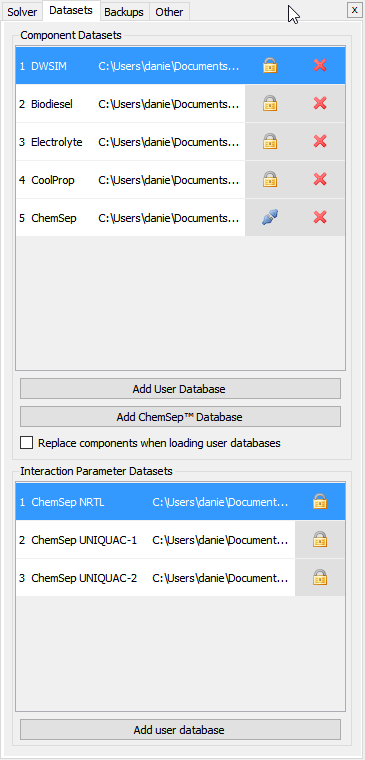 Solver Datasets Backups Other x
Component Datasets
1 DWSIM C:\Users\danie\Documents...
2 Biodiesel C:\Users\danie\Documents...
3 Electrolyte C:\Users\danie\Documents...
4 CoolProp C:\Users\danie\Documents...
5 ChemSep C:\Users\danie\Documents...
Add User Database
Add ChemSep™ Database
Replace components when loading user databases
Interaction Parameter Datasets
1 ChemSep NRTL C:\Users\danie\Document...
2 ChemSep UNIQUAC-1 C:\Users\danie\Document...
3 ChemSep UNIQUAC-2 C:\Users\danie\Document...
Add user database